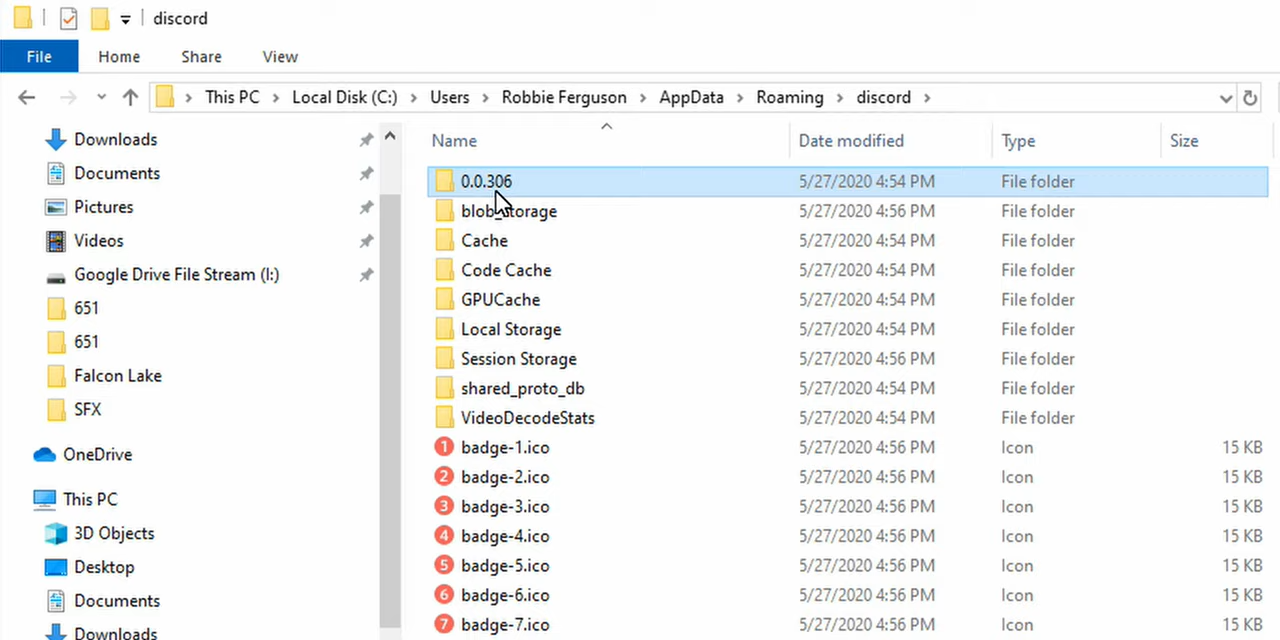 discord
File Home Share View
This PC Local Disk (C:) Users Robbie Ferguson AppData Roaming discord
Downloads
Documents
Pictures
Videos
Google Drive File Stream (I:)
651
651
Falcon Lake
SFX
OneDrive
This PC
3D Objects
Desktop
Documents
Downloads
Name Date modified Type Size
0.0.306 5/27/2020 4:54 PM File folder
blob_storage 5/27/2020 4:56 PM File folder
Cache 5/27/2020 4:54 PM File folder
Code Cache 5/27/2020 4:54 PM File folder
GPUCache 5/27/2020 4:54 PM File folder
Local Storage 5/27/2020 4:54 PM File folder
Session Storage 5/27/2020 4:56 PM File folder
shared_proto_db 5/27/2020 4:54 PM File folder
VideoDecodeStats 5/27/2020 4:54 PM File folder
1 badge-1.ico 5/27/2020 4:56 PM Icon 15 KB
2 badge-2.ico 5/27/2020 4:56 PM Icon 15 KB
3 badge-3.ico 5/27/2020 4:56 PM Icon 15 KB
4 badge-4.ico 5/27/2020 4:56 PM Icon 15 KB
5 badge-5.ico 5/27/2020 4:56 PM Icon 15 KB
6 badge-6.ico 5/27/2020 4:56 PM Icon 15 KB
7 badge-7.ico 5/27/2020 4:56 PM Icon 15 KB